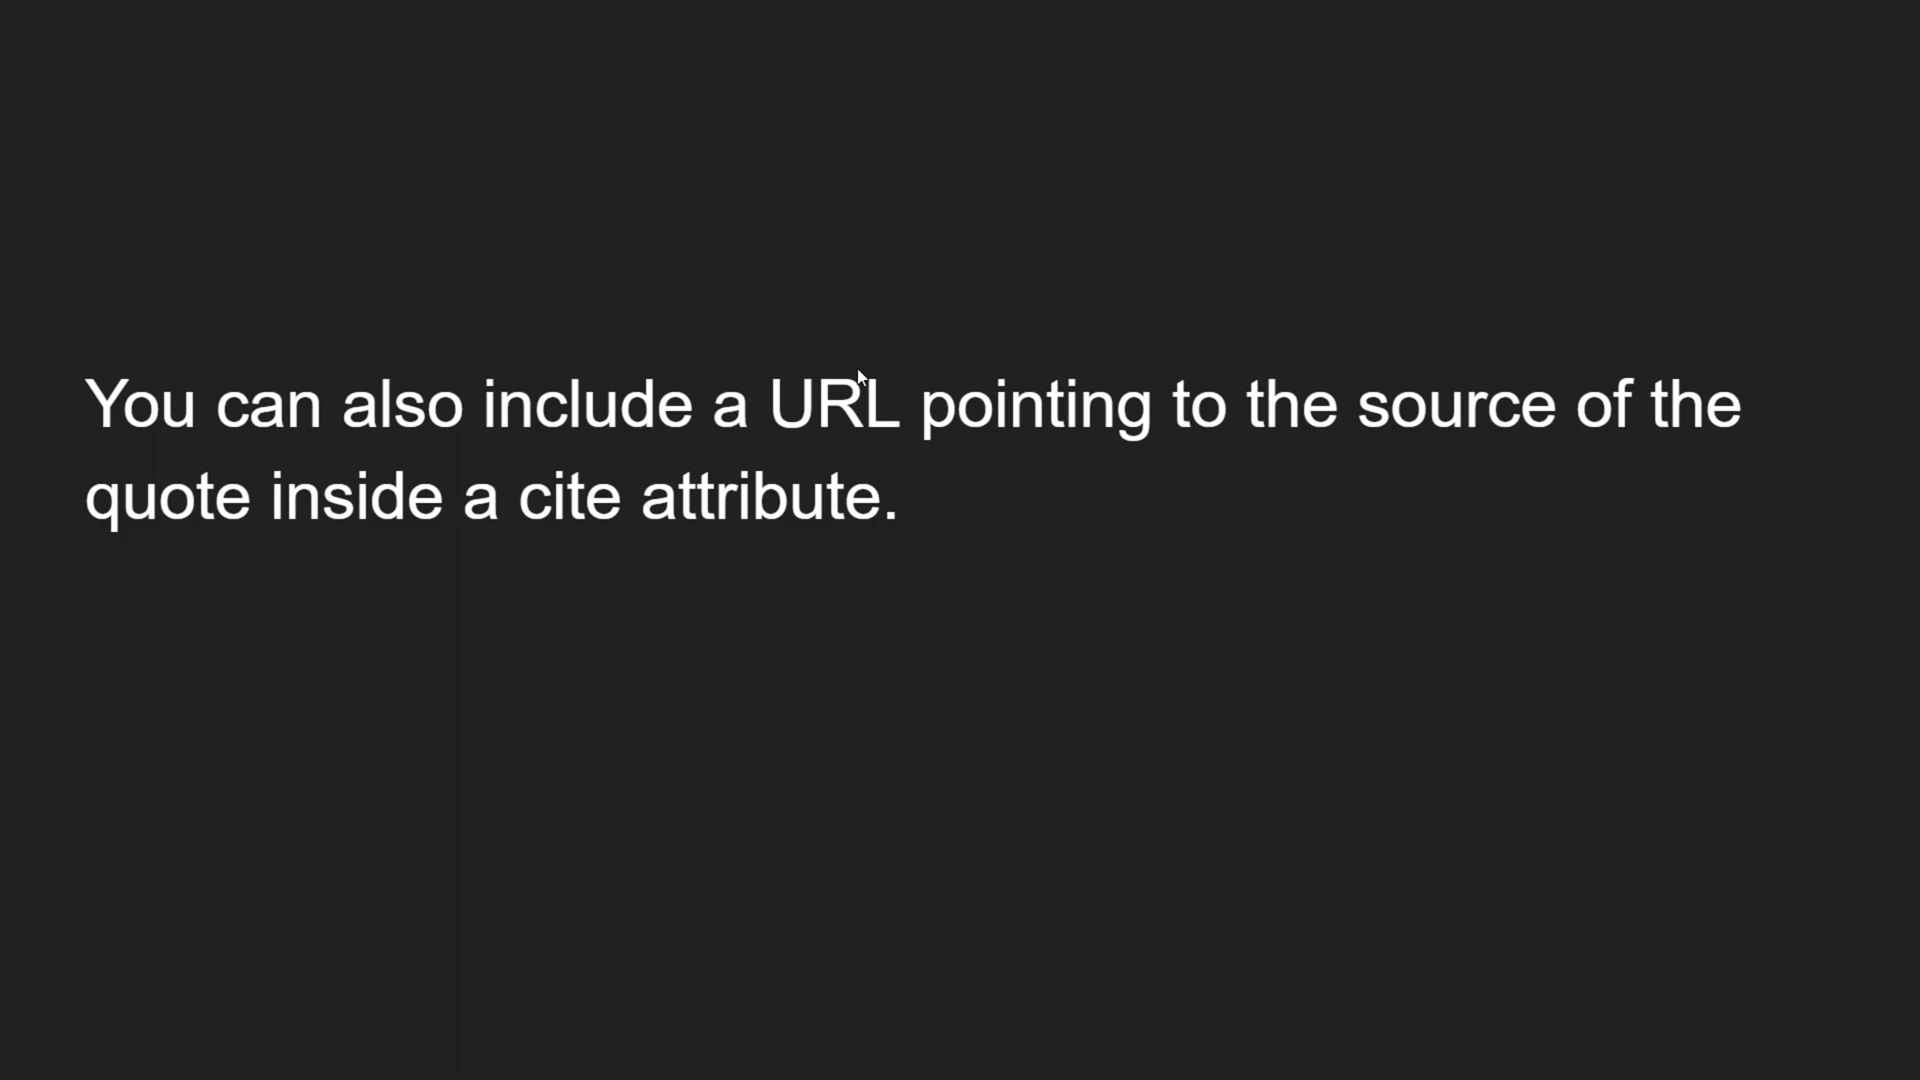 You can also include a URL pointing to the source of the
quote inside a cite attribute.